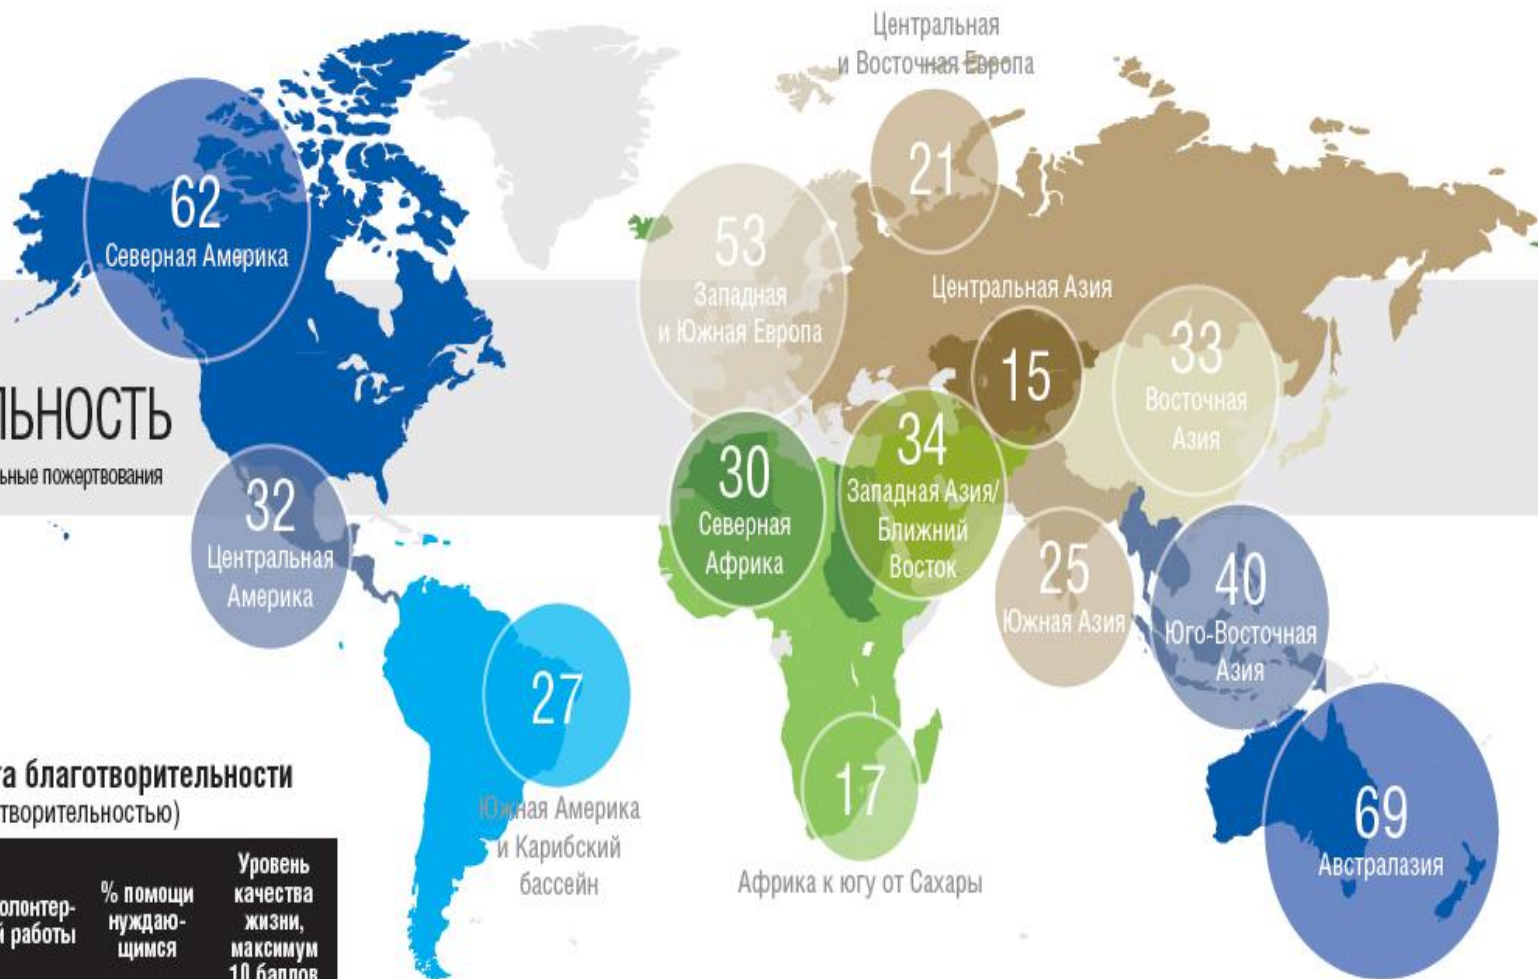 Центральная
и Восточная Европа
21
62
Северная Америка
53
Западная
и Южная Европа
Центральная Азия
15
33
Восточная
Азия
ЛЬНОСТЬ
ьные пожертвования
32
Центральная
Америка
30
Северная
Африка
34
Западная Азия/
Ближний
Восток
25
Южная Азия
40
Юго-Восточная
Азия
27
Южная Америка
и Карибский
бассейн
17
Африка к югу от Сахары
69
Австралазия
та благотворительности
творительностью)
олонтер-
й работы
% помощи
нуждаю-
щимся
Уровень
качества
жизни,
максимум
10 баллов